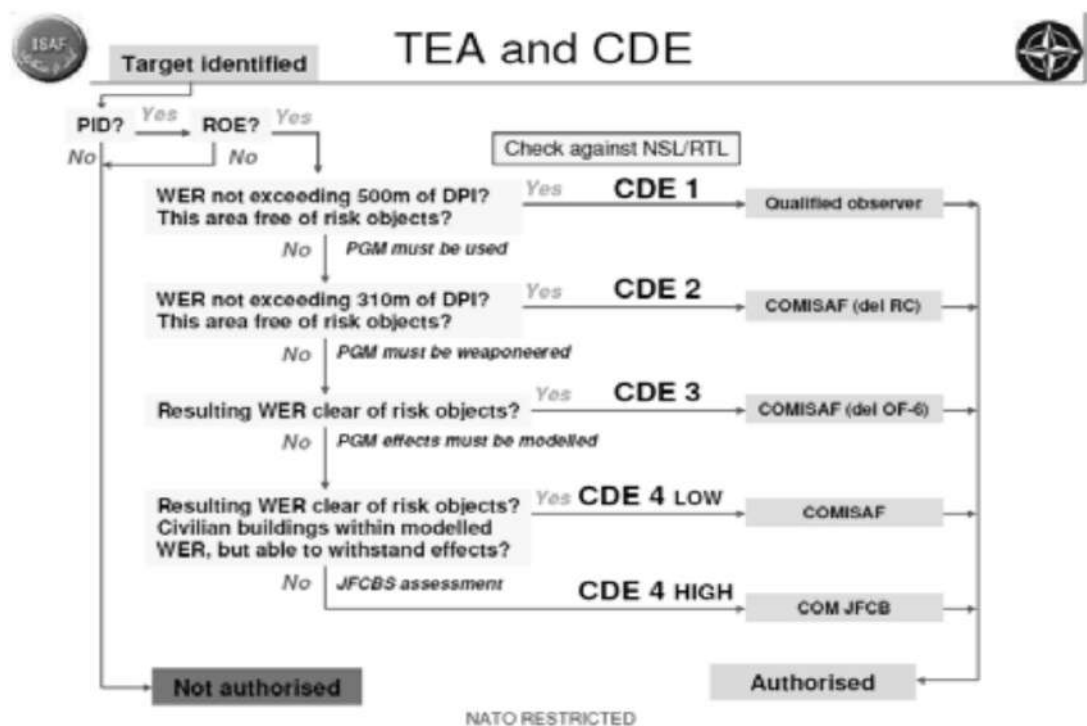 ISAF
TEA and CDE
Target identified
PID?
Yes
ROE?
Yes
No
No
Check against NSL/RTL
WER not exceeding 500m of DPI?
This area free of risk objects?
Yes
CDE 1
Qualified observer
No
PGM must be used
WER not exceeding 310m of DPI?
This area free of risk objects?
Yes
CDE 2
COMISAF (del RC)
No
PGM must be weaponeered
Resulting WER clear of risk objects?
Yes
CDE 3
COMISAF (del OF-6)
No
PGM effects must be modelled
Resulting WER clear of risk objects?
Civilian buildings within modelled
WER, but able to withstand effects?
Yes
CDE 4 LOW
COMISAF
No
JFCBS assessment
CDE 4 HIGH
COM JFCB
Not authorised
Authorised
NATO RESTRICTED